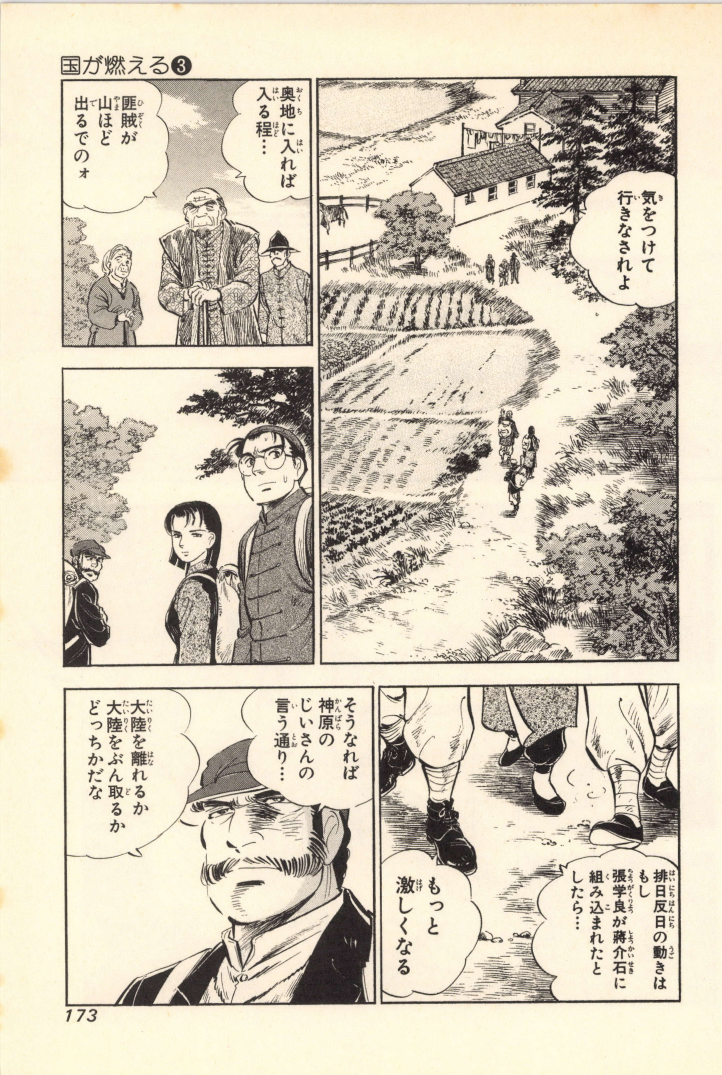 国が燃える❸
気をつけて
行きなされよ
奥地に入れば
入る程…
匪賊が
山ほど
出るでのォ
排日反日の動きは
もし
張学良が蔣介石に
組み込まれたと
したら…
もっと
激しくなる
そうなれば
神原の
じいさんの
言う通り…
大陸を離れるか
大陸をぶん取るか
どっちかだな
173